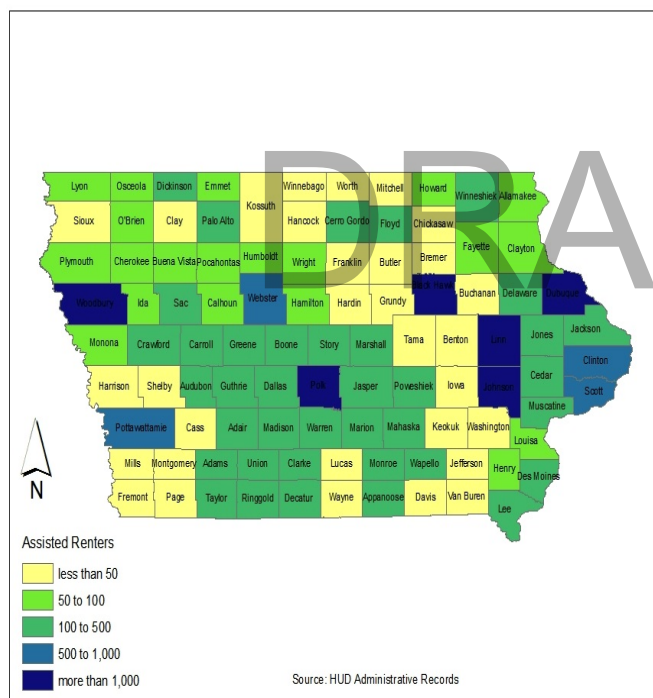 DRA
Lyon Osceola Dickinson Emmet Winnebago Worth Mitchell Howard Winneshiek Allamakee
Kossuth
Sioux O'Brien Clay Palo Alto Hancock Cerro Gordo Floyd Chickasaw
Fayette Clayton
Plymouth Cherokee Buena Vista Pocahontas Humboldt Wright Franklin Butler Bremer
Woodbury Ida Sac Calhoun Webster Hamilton Hardin Grundy Black Hawk Buchanan Delaware Dubuque
Monona Crawford Carroll Greene Boone Story Marshall Tama Benton Linn Jones Jackson
Clinton
Harrison Shelby Audubon Guthrie Dallas Polk Jasper Poweshiek Iowa Johnson Cedar Scott
Muscatine
Pottawattamie Cass Adair Madison Warren Marion Mahaska Keokuk Washington
Louisa
Mills Montgomery Adams Union Clarke Lucas Monroe Wapello Jefferson Henry Des Moines
Fremont Page Taylor Ringgold Decatur Wayne Appanoose Davis Van Buren
Lee
N
Assisted Renters
less than 50
50 to 100
100 to 500
500 to 1,000
more than 1,000
Source: HUD Administrative Records